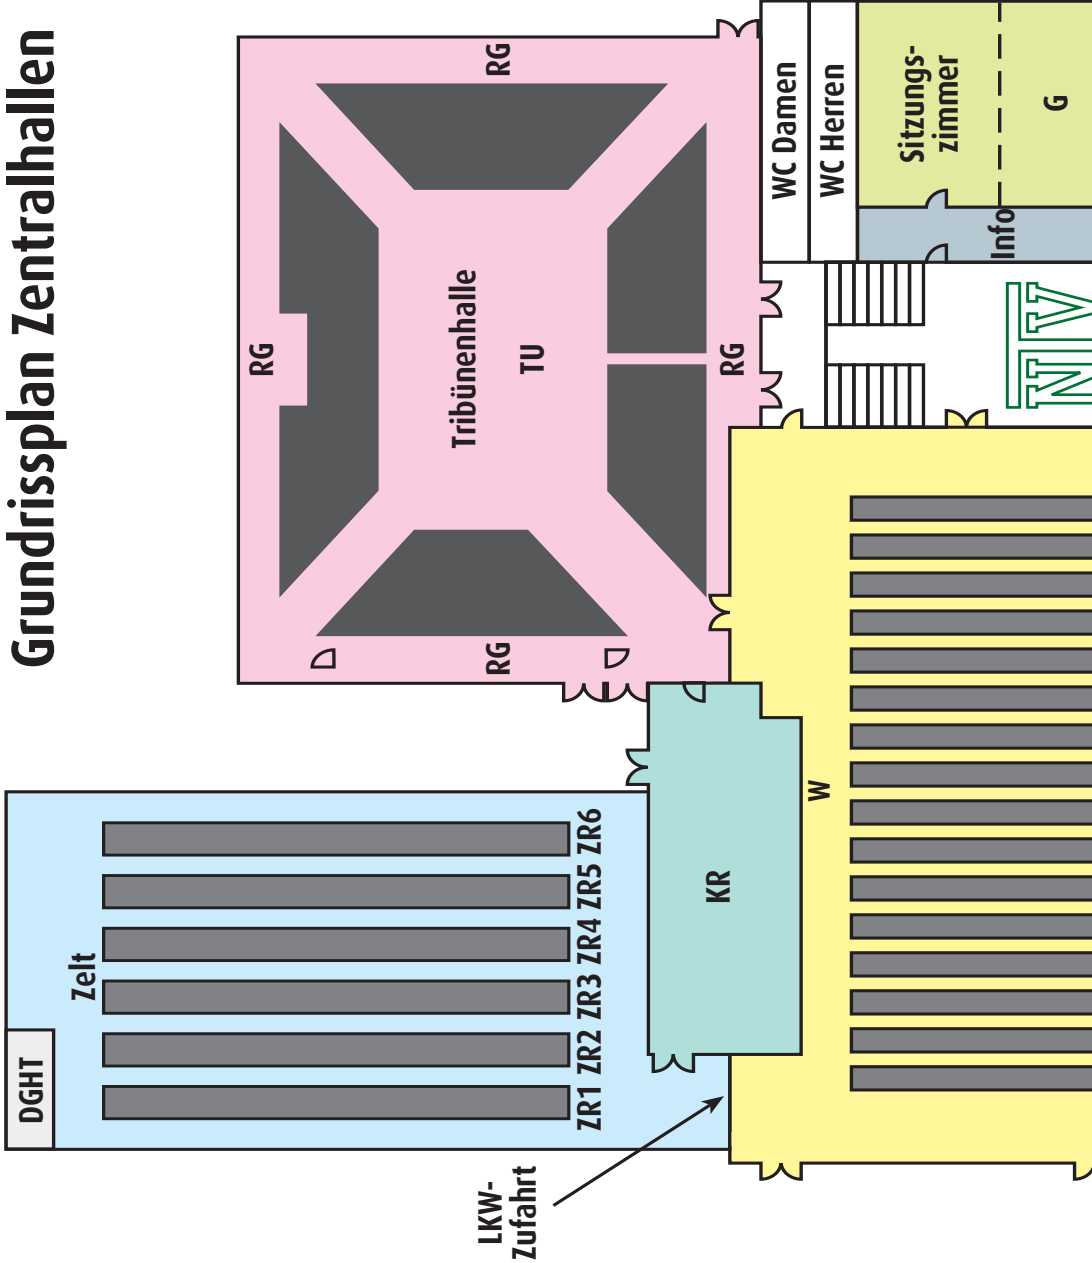 Grundrissplan Zentralhallen
DGHT
Zelt
ZR1
ZR2
ZR3
ZR4
ZR5
ZR6
LKW-
Zufahrt
RG
RG
RG
RG
Tribünenhalle
TU
KR
W
WC Damen
WC Herren
Sitzungs-
zimmer
G
Info